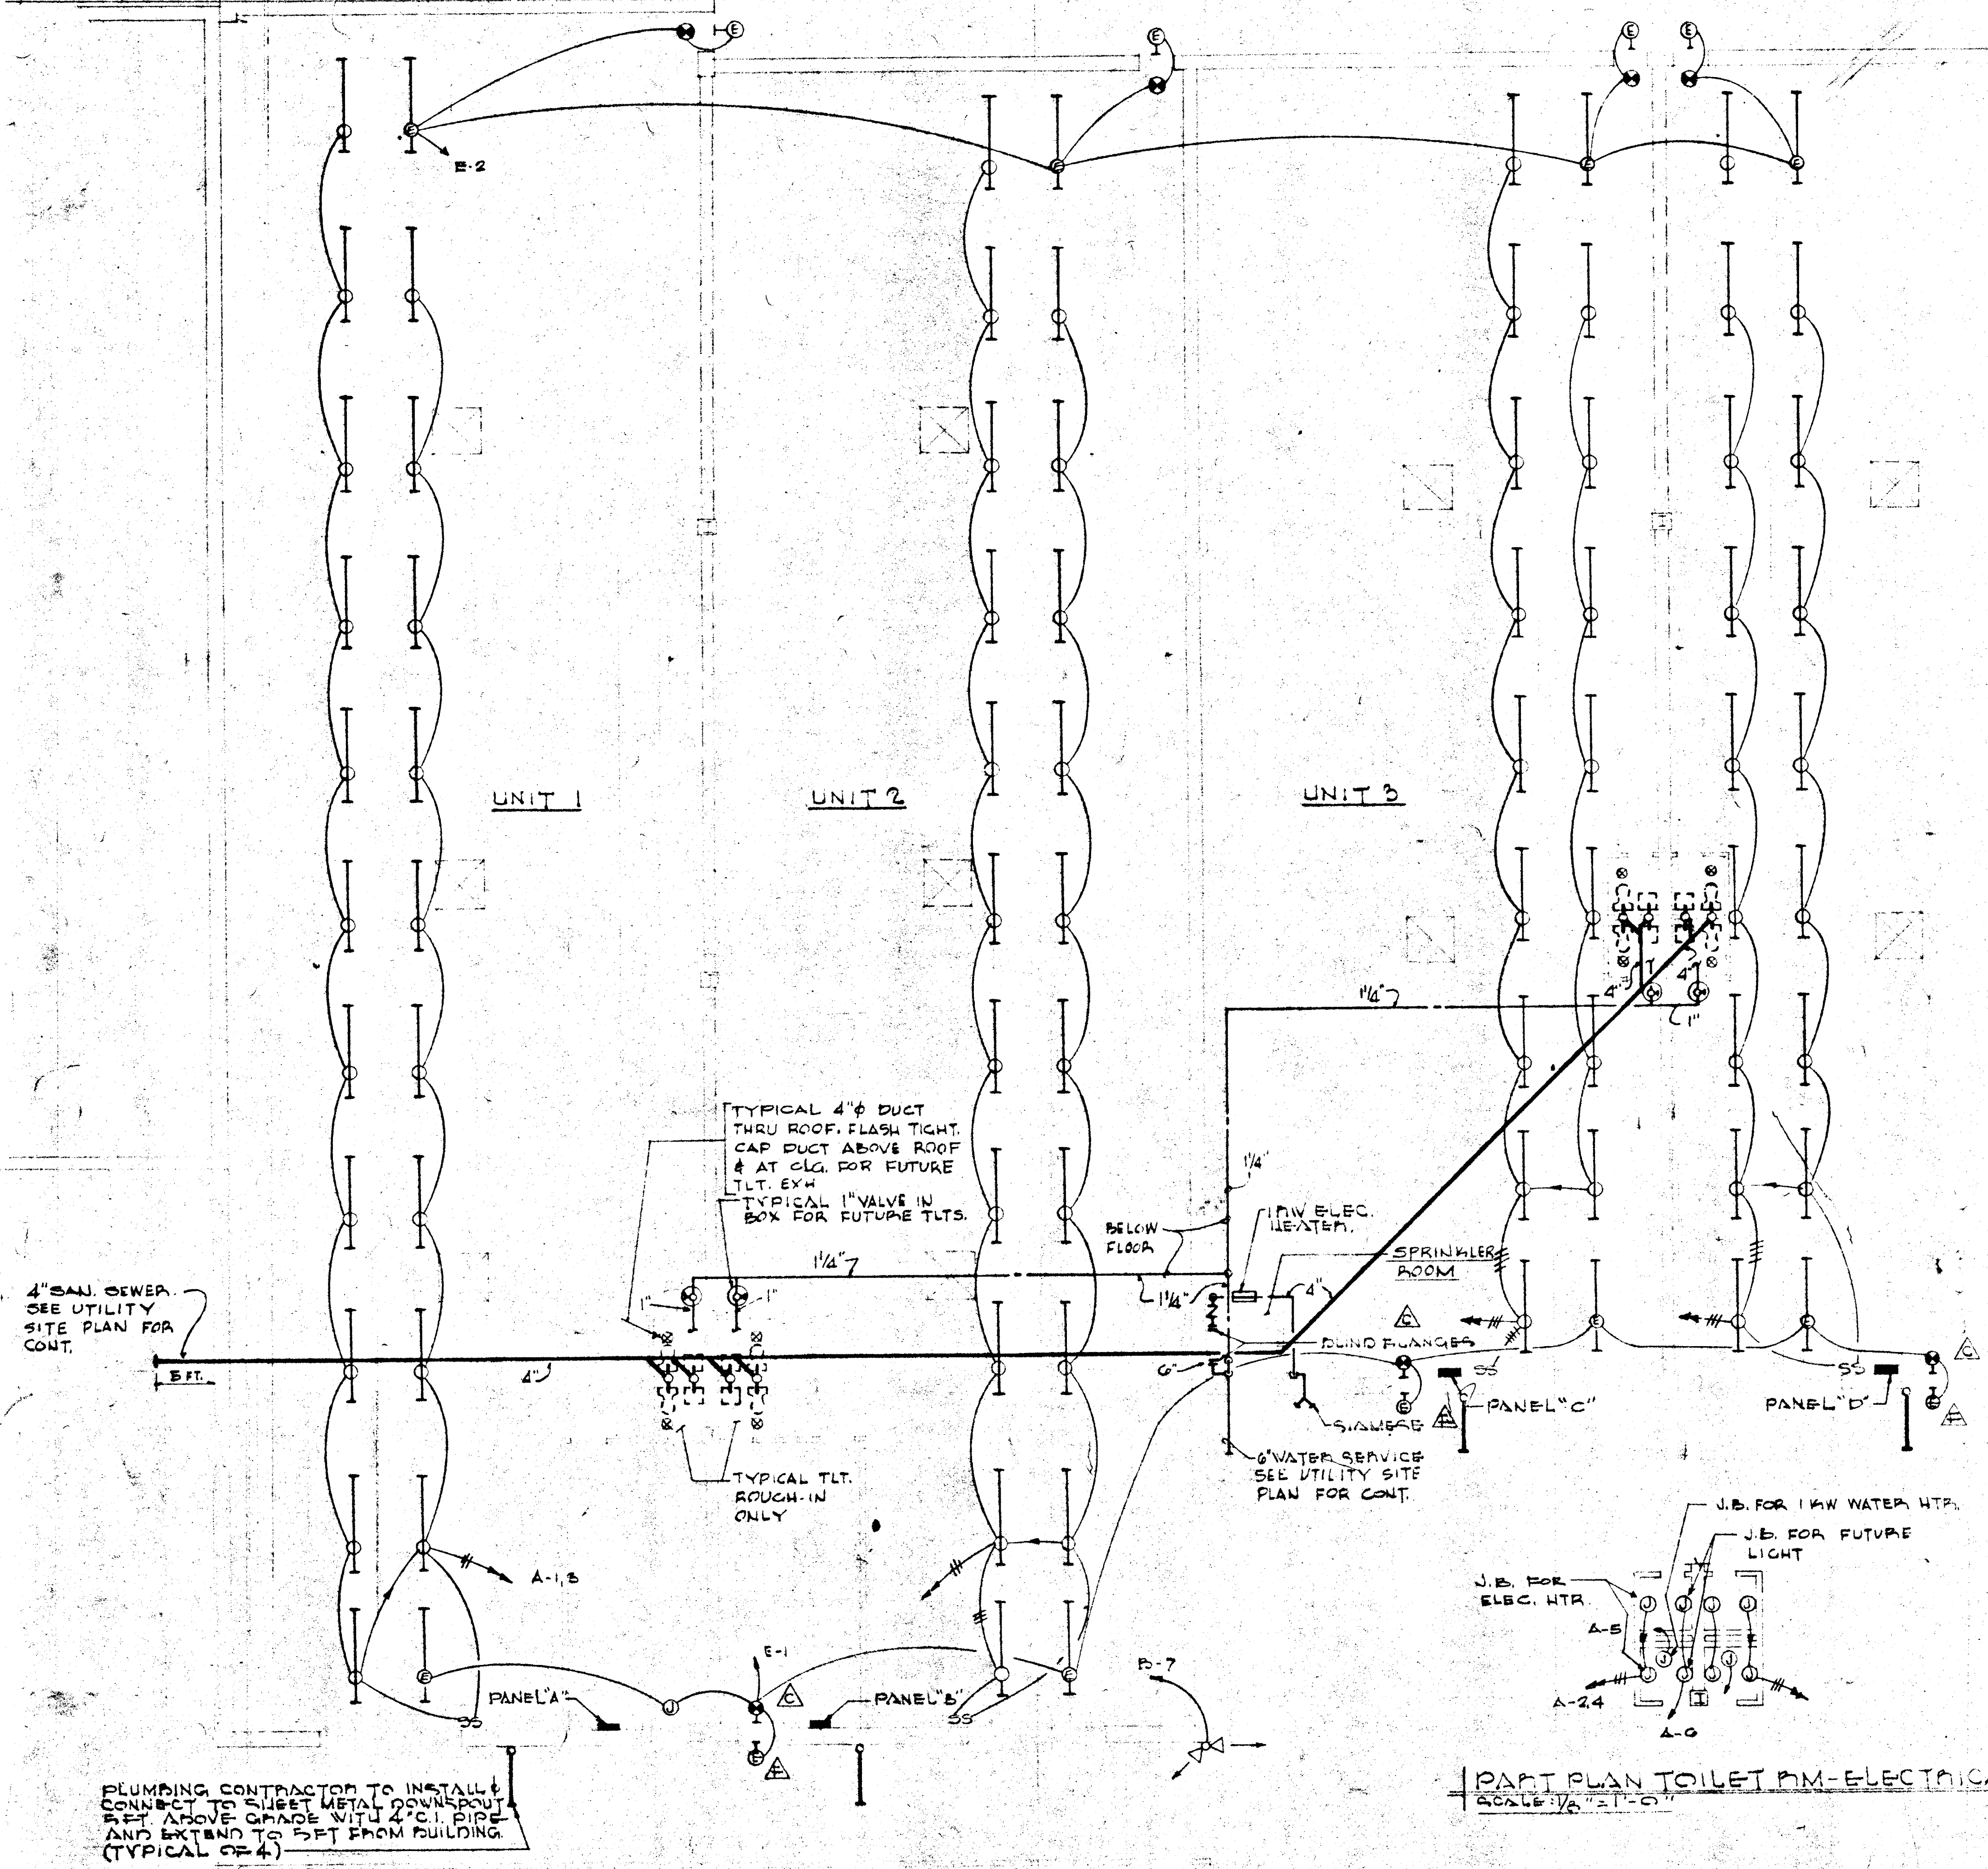 E
E
E
E
E
E
E
E
E-2
UNIT 1
UNIT 2
UNIT 3
1¼"
4"
4"
1"
TYPICAL 4"φ DUCT
THRU ROOF. FLASH TIGHT.
CAP DUCT ABOVE ROOF
& AT CLG. FOR FUTURE
TLT. EXH
TYPICAL 1" VALVE IN
BOX FOR FUTURE TLTS.
1¼"
1KW ELEC.
HEATER.
BELOW
FLOOR
SPRINKLER
ROOM
1¼"
1¼"
4"
4" SAN. SEWER.
SEE UTILITY
SITE PLAN FOR
CONT.
5 FT.
4"
1"
1"
C
BLIND FLANGES
6"
SS
SS
C
E
E
PANEL "C"
PANEL "D"
E
E
SIAMESE
6" WATER SERVICE
SEE UTILITY SITE
PLAN FOR CONT.
TYPICAL TLT.
ROUGH-IN
ONLY
J.B. FOR 1 KW WATER HTR.
J.B. FOR FUTURE
LIGHT
J.B. FOR
ELEC. HTR.
A-1,3
J J J J
A-5
J J
J J J J
A-2,4
A-6
E-1
B-7
E
E
PANEL "A"
J
C
PANEL "B"
SS
SS
E
PLUMBING CONTRACTOR TO INSTALL &
CONNECT TO SHEET METAL DOWNSPOUT
5 FT. ABOVE GRADE WITH 4" C.I. PIPE
AND EXTEND TO 5 FT FROM BUILDING.
(TYPICAL OF 4)
PART PLAN TOILET RM-ELECTRICA
SCALE: 1/8" = 1'-0"